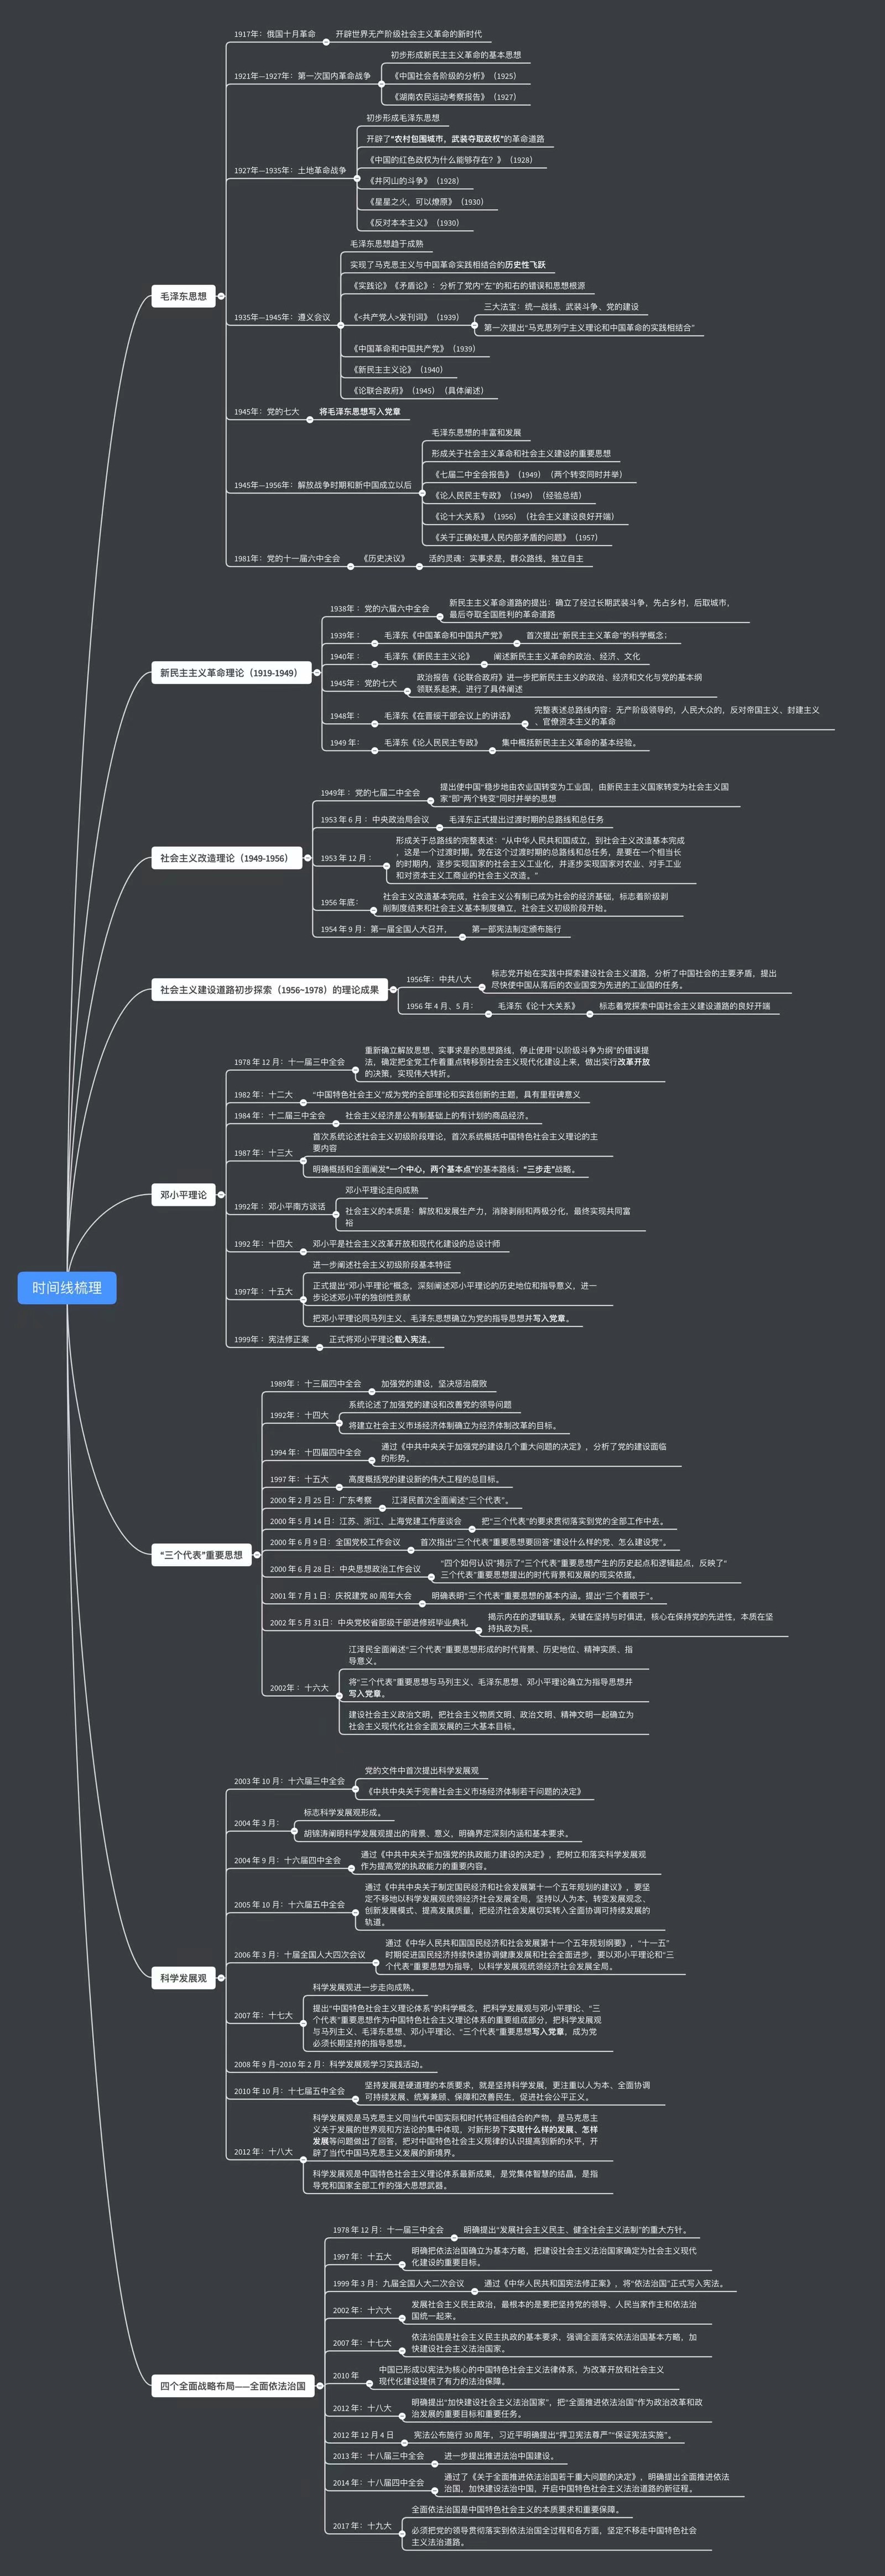 时间线梳理
毛泽东思想
1917年：俄国十月革命
开辟世界无产阶级社会主义革命的新时代
1921年—1927年：第一次国内革命战争
初步形成新民主主义革命的基本思想
《中国社会各阶级的分析》（1925）
《湖南农民运动考察报告》（1927）
1927年—1935年：土地革命战争
初步形成毛泽东思想
开辟了“农村包围城市，武装夺取政权”的革命道路
《中国的红色政权为什么能够存在？》（1928）
《井冈山的斗争》（1928）
《星星之火，可以燎原》（1930）
《反对本本主义》（1930）
1935年—1945年：遵义会议
毛泽东思想趋于成熟
实现了马克思主义与中国革命实践相结合的历史性飞跃
《实践论》《矛盾论》：分析了党内“左”的和右的错误和思想根源
《<共产党人>发刊词》（1939）
三大法宝：统一战线、武装斗争、党的建设
第一次提出“马克思列宁主义理论和中国革命的实践相结合”
《中国革命和中国共产党》（1939）
《新民主主义论》（1940）
《论联合政府》（1945）（具体阐述）
1945年：党的七大
将毛泽东思想写入党章
1945年—1956年：解放战争时期和新中国成立以后
毛泽东思想的丰富和发展
形成关于社会主义革命和社会主义建设的重要思想
《七届二中全会报告》（1949）（两个转变同时并举）
《论人民民主专政》（1949）（经验总结）
《论十大关系》（1956）（社会主义建设良好开端）
《关于正确处理人民内部矛盾的问题》（1957）
1981年：党的十一届六中全会
《历史决议》
活的灵魂：实事求是，群众路线，独立自主
新民主主义革命理论（1919-1949）
1938年：党的六届六中全会
新民主主义革命道路的提出：确立了经过长期武装斗争，先占乡村，后取城市，
最后夺取全国胜利的革命道路
1939年：
毛泽东《中国革命和中国共产党》
首次提出“新民主主义革命”的科学概念；
1940年：
毛泽东《新民主主义论》
阐述新民主主义革命的政治、经济、文化
1945年：党的七大
政治报告《论联合政府》进一步把新民主主义的政治、经济和文化与党的基本纲
领联系起来，进行了具体阐述
1948年：
毛泽东《在晋绥干部会议上的讲话》
完整表述总路线内容：无产阶级领导的，人民大众的，反对帝国主义、封建主义
、官僚资本主义的革命
1949 年：
毛泽东《论人民民主专政》
集中概括新民主主义革命的基本经验。
社会主义改造理论（1949-1956）
1949年：党的七届二中全会
提出使中国“稳步地由农业国转变为工业国，由新民主主义国家转变为社会主义国
家”即“两个转变”同时并举的思想
1953 年 6 月：中央政治局会议
毛泽东正式提出过渡时期的总路线和总任务
1953 年 12 月：
形成关于总路线的完整表述：“从中华人民共和国成立，到社会主义改造基本完成
，这是一个过渡时期。党在这个过渡时期的总路线和总任务，是要在一个相当长
的时期内，逐步实现国家的社会主义工业化，并逐步实现国家对农业、对手工业
和对资本主义工商业的社会主义改造。”
1956 年底：
社会主义改造基本完成，社会主义公有制已成为社会的经济基础，标志着阶级剥
削制度结束和社会主义基本制度确立，社会主义初级阶段开始。
1954 年 9 月：第一届全国人大召开，
第一部宪法制定颁布施行
社会主义建设道路初步探索（1956~1978）的理论成果
1956年：中共八大
标志党开始在实践中探索建设社会主义道路，分析了中国社会的主要矛盾，提出
尽快使中国从落后的农业国变为先进的工业国的任务。
1956 年 4 月、5 月：
毛泽东《论十大关系》
标志着党探索中国社会主义建设道路的良好开端
邓小平理论
1978 年 12 月：十一届三中全会
重新确立解放思想、实事求是的思想路线，停止使用“以阶级斗争为纲”的错误提
法，确定把全党工作着重点转移到社会主义现代化建设上来，做出实行改革开放
的决策，实现伟大转折。
1982 年：十二大
“中国特色社会主义”成为党的全部理论和实践创新的主题，具有里程碑意义
1984 年：十二届三中全会
社会主义经济是公有制基础上的有计划的商品经济。
1987 年：十三大
首次系统论述社会主义初级阶段理论，首次系统概括中国特色社会主义理论的主
要内容
明确概括和全面阐发“一个中心，两个基本点”的基本路线；“三步走”战略。
1992年：邓小平南方谈话
邓小平理论走向成熟
社会主义的本质是：解放和发展生产力，消除剥削和两极分化，最终实现共同富
裕
1992 年：十四大
邓小平是社会主义改革开放和现代化建设的总设计师
1997年：十五大
进一步阐述社会主义初级阶段基本特征
正式提出“邓小平理论”概念，深刻阐述邓小平理论的历史地位和指导意义，进一
步论述邓小平的独创性贡献
把邓小平理论同马列主义、毛泽东思想确立为党的指导思想并写入党章。
1999年：宪法修正案
正式将邓小平理论载入宪法。
“三个代表”重要思想
1989年：十三届四中全会
加强党的建设，坚决惩治腐败
1992年：十四大
系统论述了加强党的建设和改善党的领导问题
将建立社会主义市场经济体制确立为经济体制改革的目标。
1994 年：十四届四中全会
通过《中共中央关于加强党的建设几个重大问题的决定》，分析了党的建设面临
的形势。
1997 年：十五大
高度概括党的建设新的伟大工程的总目标。
2000 年 2 月 25 日：广东考察
江泽民首次全面阐述“三个代表”。
2000 年 5 月 14 日：江苏、浙江、上海党建工作座谈会
把“三个代表”的要求贯彻落实到党的全部工作中去。
2000 年 6 月 9 日：全国党校工作会议
首次指出“三个代表”重要思想要回答“建设什么样的党、怎么建设党”。
2000 年 6 月 28 日：中央思想政治工作会议
“四个如何认识”揭示了“三个代表”重要思想产生的历史起点和逻辑起点，反映了“
三个代表”重要思想提出的时代背景和发展的现实依据。
2001 年 7 月 1 日：庆祝建党 80 周年大会
明确表明“三个代表”重要思想的基本内涵。提出“三个着眼于”。
2002 年 5 月 31日：中央党校省部级干部进修班毕业典礼
揭示内在的逻辑联系。关键在坚持与时俱进，核心在保持党的先进性，本质在坚
持执政为民。
2002年：十六大
江泽民全面阐述“三个代表”重要思想形成的时代背景、历史地位、精神实质、指
导意义。
将“三个代表”重要思想与马列主义、毛泽东思想、邓小平理论确立为指导思想并
写入党章。
建设社会主义政治文明，把社会主义物质文明、政治文明、精神文明一起确立为
社会主义现代化社会全面发展的三大基本目标。
科学发展观
2003 年 10 月：十六届三中全会
党的文件中首次提出科学发展观
《中共中央关于完善社会主义市场经济体制若干问题的决定》
2004 年 3 月：
标志科学发展观形成。
胡锦涛阐明科学发展观提出的背景、意义，明确界定深刻内涵和基本要求。
2004 年 9 月：十六届四中全会
通过《中共中央关于加强党的执政能力建设的决定》，把树立和落实科学发展观
作为提高党的执政能力的重要内容。
2005 年 10 月：十六届五中全会
通过《中共中央关于制定国民经济和社会发展第十一个五年规划的建议》，要坚
定不移地以科学发展观统领经济社会发展全局，坚持以人为本，转变发展观念、
创新发展模式、提高发展质量，把经济社会发展切实转入全面协调可持续发展的
轨道。
2006 年 3 月：十届全国人大四次会议
通过《中华人民共和国国民经济和社会发展第十一个五年规划纲要》，“十一五”
时期促进国民经济持续快速协调健康发展和社会全面进步，要以邓小平理论和“三
个代表”重要思想为指导，以科学发展观统领经济社会发展全局。
2007 年：十七大
科学发展观进一步走向成熟。
提出“中国特色社会主义理论体系”的科学概念，把科学发展观与邓小平理论、“三
个代表”重要思想作为中国特色社会主义理论体系的重要组成部分，把科学发展观
与马列主义、毛泽东思想、邓小平理论、“三个代表”重要思想写入党章，成为党
必须长期坚持的指导思想。
2008 年 9 月~2010 年 2 月：科学发展观学习实践活动。
2010 年 10 月：十七届五中全会
坚持发展是硬道理的本质要求，就是坚持科学发展，更注重以人为本、全面协调
可持续发展、统筹兼顾、保障和改善民生，促进社会公平正义。
2012 年：十八大
科学发展观是马克思主义同当代中国实际和时代特征相结合的产物，是马克思主
义关于发展的世界观和方法论的集中体现，对新形势下实现什么样的发展、怎样
发展等问题做出了回答，把对中国特色社会主义规律的认识提高到新的水平，开
辟了当代中国马克思主义发展的新境界。
科学发展观是中国特色社会主义理论体系最新成果，是党集体智慧的结晶，是指
导党和国家全部工作的强大思想武器。
四个全面战略布局——全面依法治国
1978 年 12 月：十一届三中全会
明确提出“发展社会主义民主、健全社会主义法制”的重大方针。
1997 年：十五大
明确把依法治国确立为基本方略，把建设社会主义法治国家确定为社会主义现代
化建设的重要目标。
1999 年 3 月：九届全国人大二次会议
通过《中华人民共和国宪法修正案》，将“依法治国”正式写入宪法。
2002 年：十六大
发展社会主义民主政治，最根本的是要把坚持党的领导、人民当家作主和依法治
国统一起来。
2007 年：十七大
依法治国是社会主义民主执政的基本要求，强调全面落实依法治国基本方略，加
快建设社会主义法治国家。
2010 年
中国已形成以宪法为核心的中国特色社会主义法律体系，为改革开放和社会主义
现代化建设提供了有力的法治保障。
2012 年：十八大
明确提出“加快建设社会主义法治国家”，把“全面推进依法治国”作为政治改革和政
治发展的重要目标和重要任务。
2012 年 12 月 4 日
宪法公布施行 30 周年，习近平明确提出“捍卫宪法尊严”“保证宪法实施”。
2013 年：十八届三中全会
进一步提出推进法治中国建设。
2014 年：十八届四中全会
通过了《关于全面推进依法治国若干重大问题的决定》，明确提出全面推进依法
治国，加快建设法治中国，开启中国特色社会主义法治道路的新征程。
2017 年：十九大
全面依法治国是中国特色社会主义的本质要求和重要保障。
必须把党的领导贯彻落实到依法治国全过程和各方面，坚定不移走中国特色社会
主义法治道路。